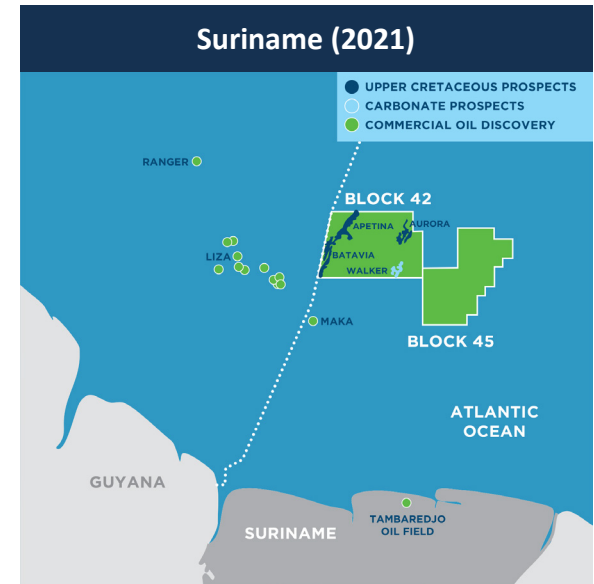 Suriname (2021)
UPPER CRETACEOUS PROSPECTS
CARBONATE PROSPECTS
COMMERCIAL OIL DISCOVERY
RANGER
BLOCK 42
APETINA
AURORA
LIZA
BATAVIA
WALKER
MAKA
BLOCK 45
ATLANTIC
OCEAN
GUYANA
SURINAME
TAMBAREDJO
OIL FIELD